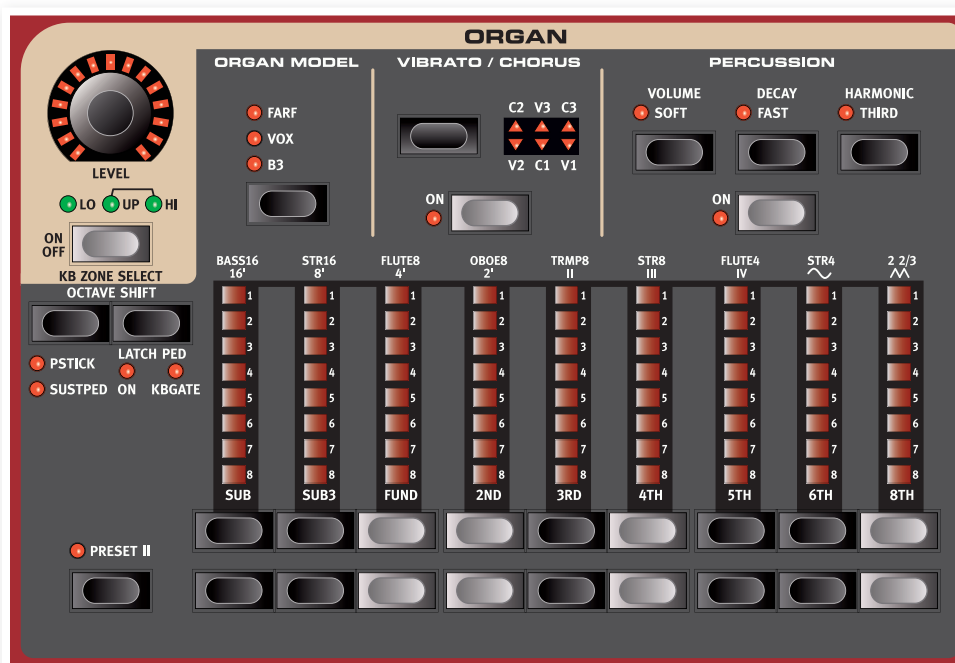 ORGAN
ORGAN MODEL
VIBRATO / CHORUS
PERCUSSION
FARF
VOX
B3
C2 V3 C3
V2 C1 V1
ON
VOLUME
SOFT
DECAY
FAST
HARMONIC
THIRD
ON
LEVEL
LO UP HI
ON
OFF
KB ZONE SELECT
OCTAVE SHIFT
PSTICK
SUSTPED
LATCH PED
ON KBGATE
BASS16 STR16 FLUTE8 OBOE8 TRMP8 STR8 FLUTE4 STR4 2 2/3
16' 8' 4' 2' II III IV
1 1 1 1 1 1 1 1 1
2 2 2 2 2 2 2 2 2
3 3 3 3 3 3 3 3 3
4 4 4 4 4 4 4 4 4
5 5 5 5 5 5 5 5 5
6 6 6 6 6 6 6 6 6
7 7 7 7 7 7 7 7 7
8 8 8 8 8 8 8 8 8
SUB SUB3 FUND 2ND 3RD 4TH 5TH 6TH 8TH
PRESET II